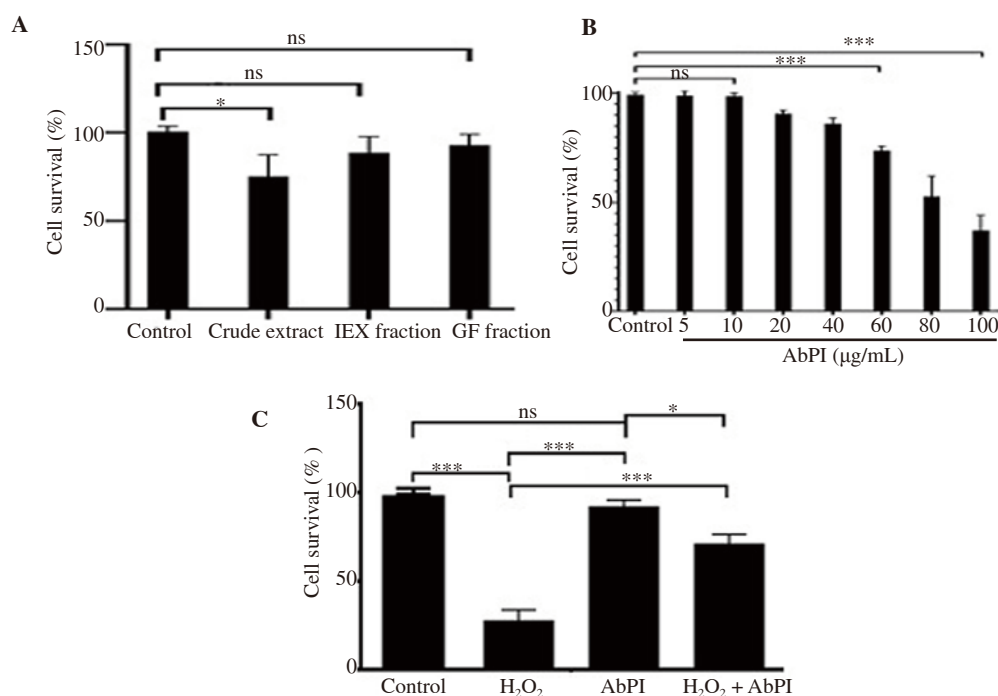 A
ns
ns
*
150
100
50
0
Cell survival (%)
Control Crude extract IEX fraction GF fraction
B
***
***
ns
100
50
0
Cell survival (%)
Control 5 10 20 40 60 80 100
AbPI (μg/mL)
C
ns
*
***
***
***
150
100
50
0
Cell survival (%)
Control H₂O₂ AbPI H₂O₂ + AbPI